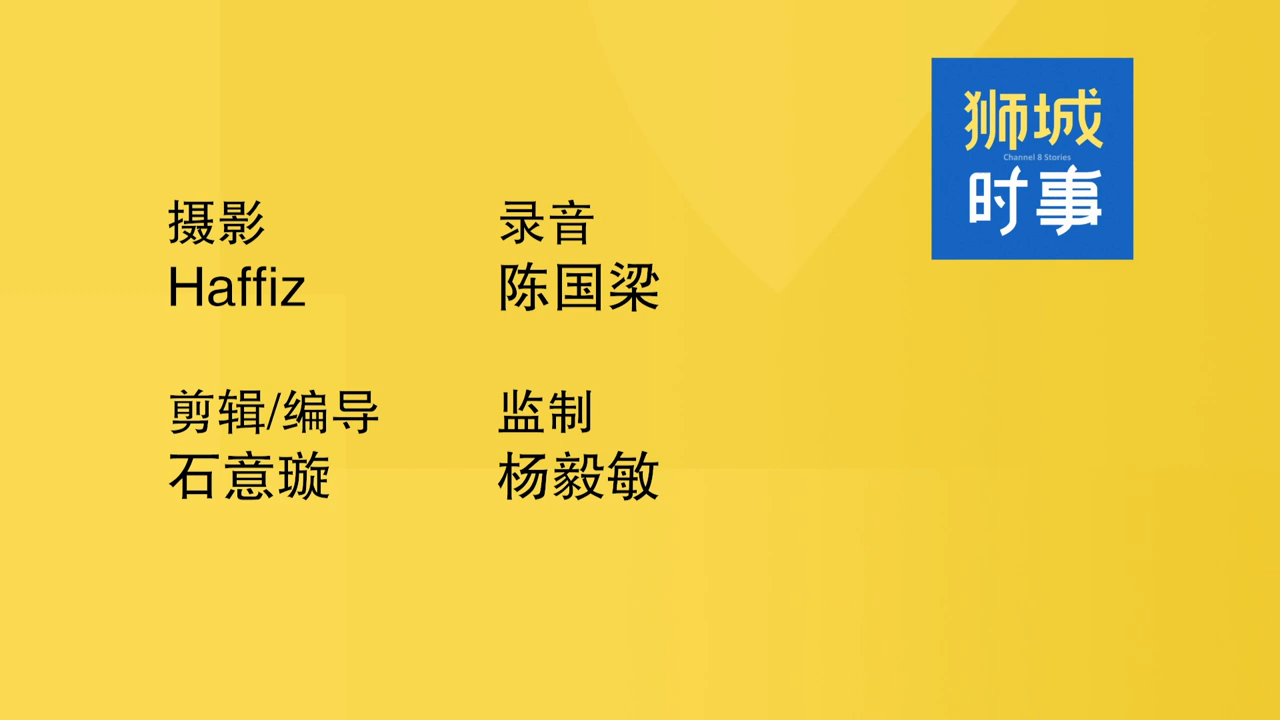 狮城
Channel 8 Stories
时事
摄影
Haffiz
录音
陈国梁
剪辑/编导
石意璇
监制
杨毅敏